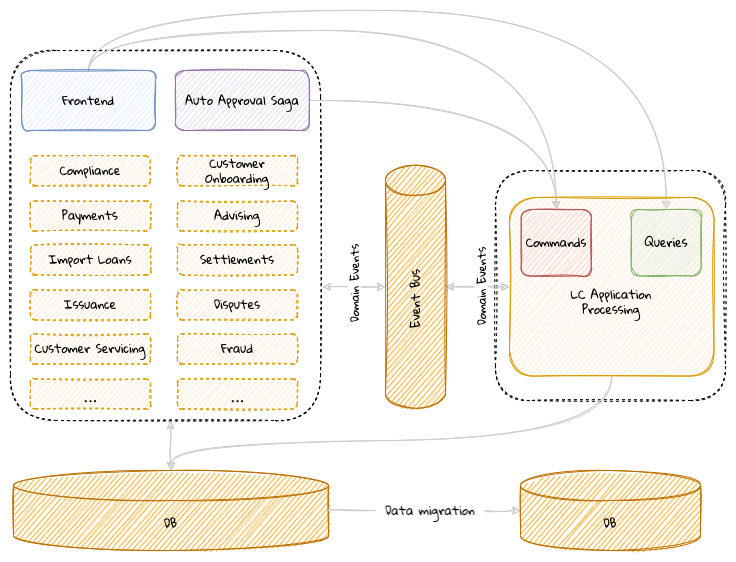 Frontend
Auto Approval Saga
Compliance
Customer
Onboarding
Payments
Advising
Import Loans
Settlements
Issuance
Disputes
Customer Servicing
Fraud
...
...
Domain Events
Event Bus
Domain Events
Commands
Queries
LC Application
Processing
DB
Data migration
DB